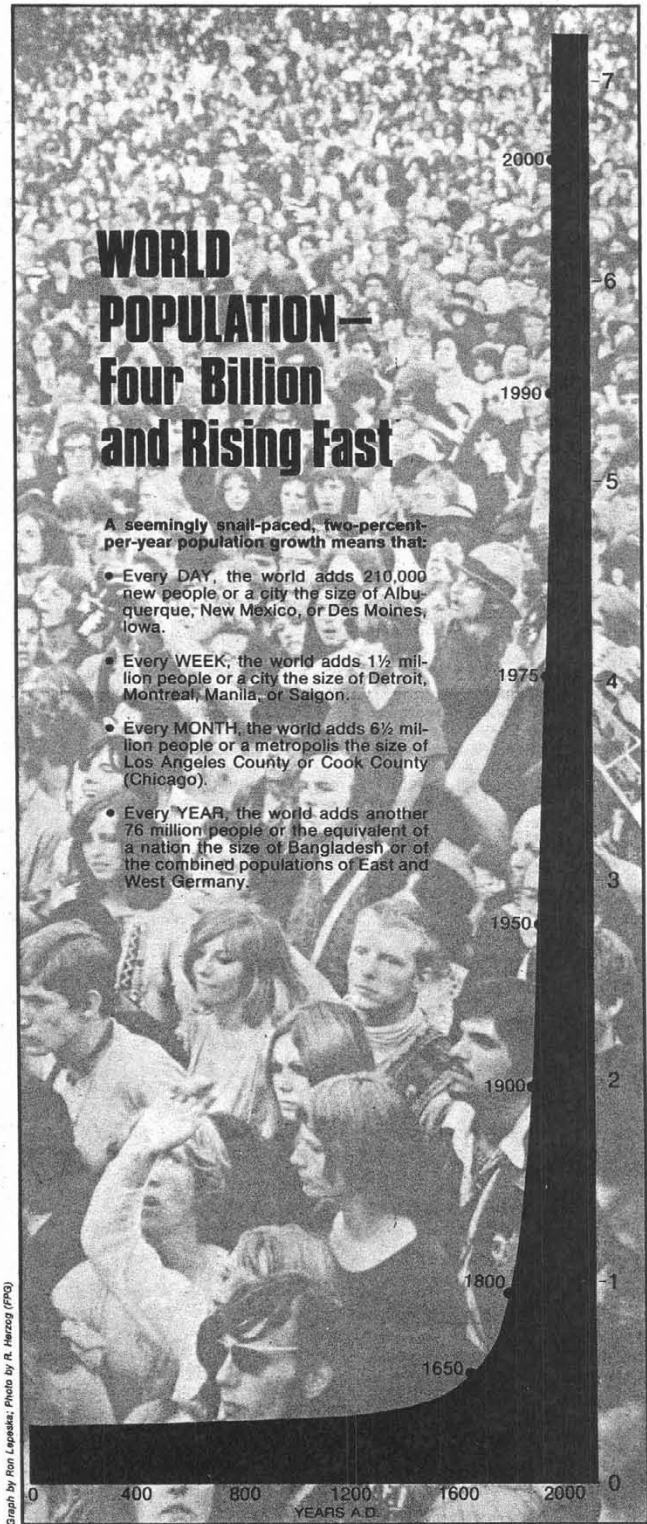 WORLD
POPULATION—
Four Billion
and Rising Fast
A seemingly snail-paced, two-percent-
per-year population growth means that:
• Every DAY, the world adds 210,000
new people or a city the size of Albu-
querque, New Mexico, or Des Moines,
Iowa.
• Every WEEK, the world adds 1½ mil-
lion people or a city the size of Detroit,
Montreal, Manila, or Saigon.
• Every MONTH, the world adds 6½ mil-
lion people or a metropolis the size of
Los Angeles County or Cook County
(Chicago).
• Every YEAR, the world adds another
76 million people or the equivalent of
a nation the size of Bangladesh or of
the combined populations of East and
West Germany.
7
2000
6
1990
5
1975
4
3
1950
2
1900
1
1800
1650
0
0 400 800 1200 1600 2000
YEARS A.D.
Graph by Ron Lepeska; Photo by R. Herzog (FPG)